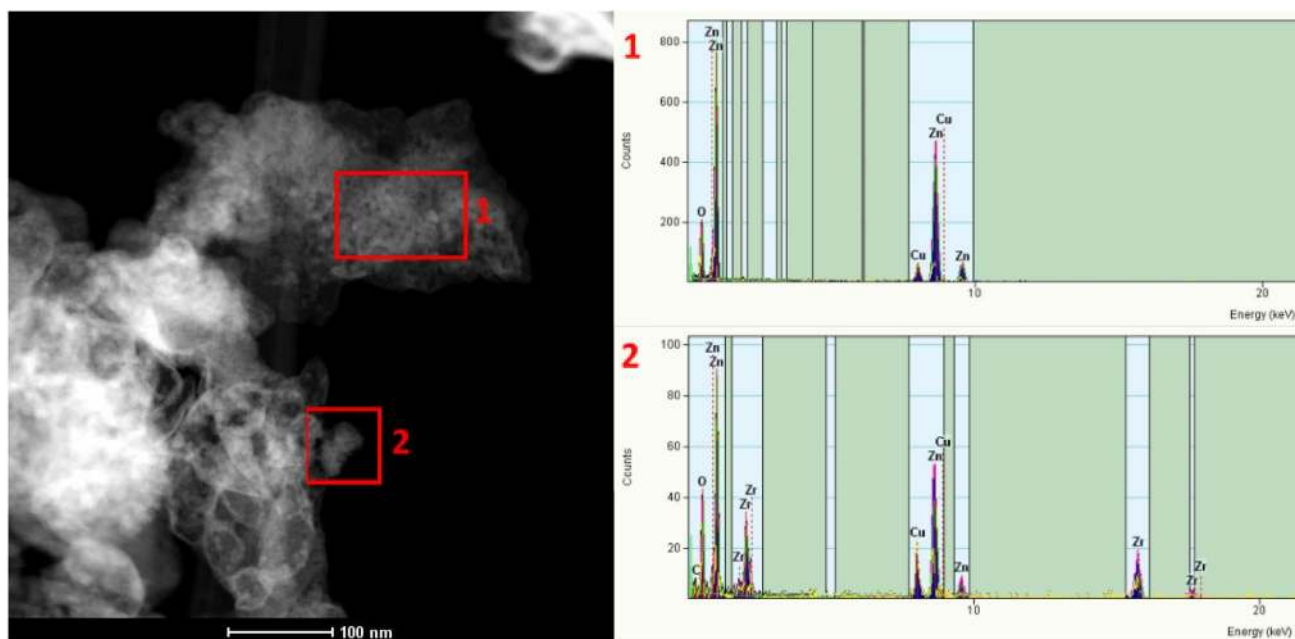 1
2
100 nm
1
Zn
Zn
800
600
400
200
Counts
O
Cu
Zn
Cu
Zn
10
20
Energy (keV)
2
Zn
Zn
100
80
60
40
20
Counts
C
O
Zr
Zr
Zr
Cu
Zn
Cu
Zn
Zr
Zr
Zr
10
20
Energy (keV)